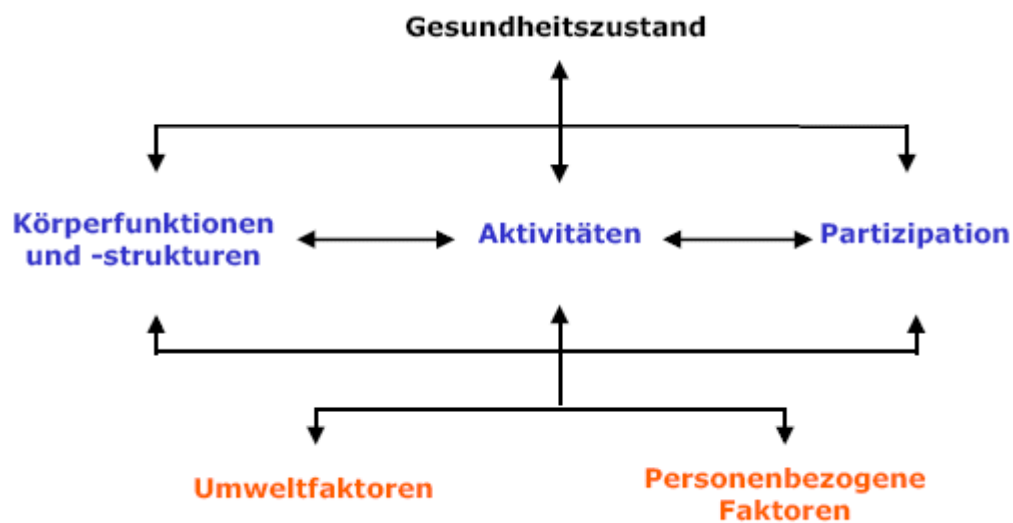 Gesundheitszustand
Körperfunktionen
und -strukturen
Aktivitäten
Partizipation
Umweltfaktoren
Personenbezogene
Faktoren